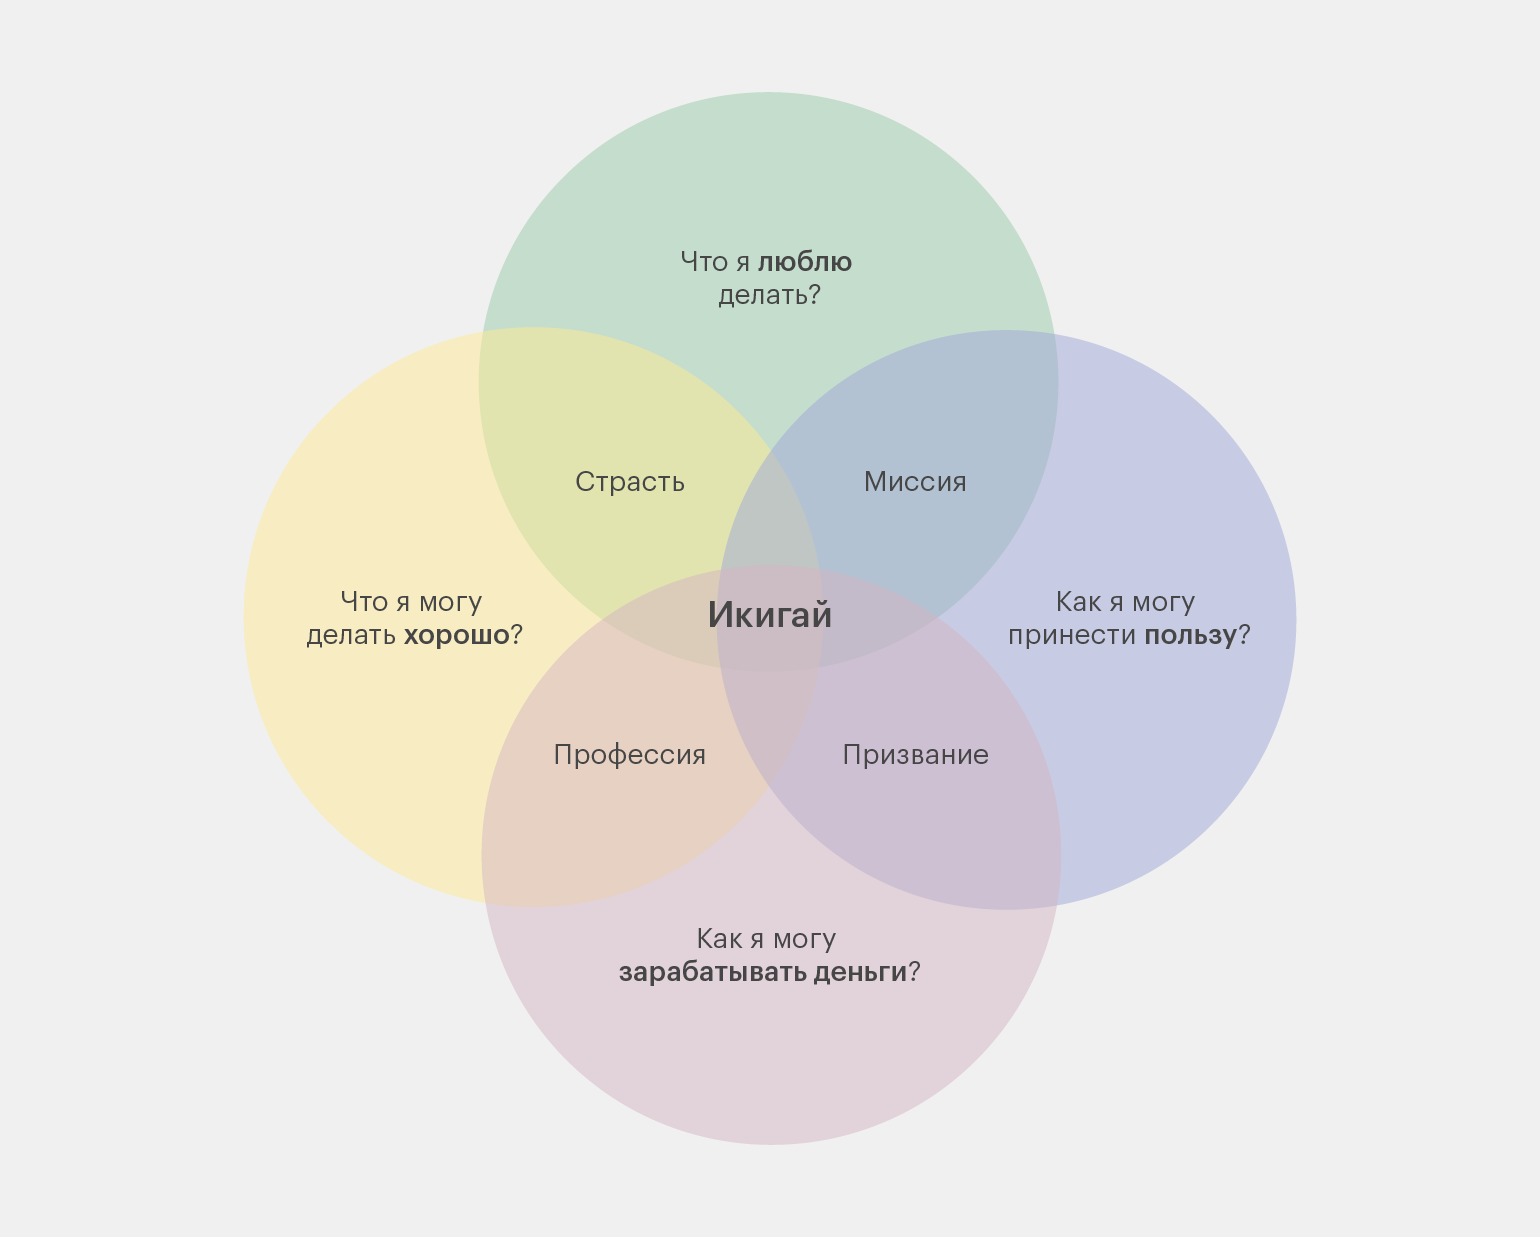 Что я люблю
делать?
Страсть
Миссия
Что я могу
делать хорошо?
Икигай
Как я могу
принести пользу?
Профессия
Призвание
Как я могу
зарабатывать деньги?